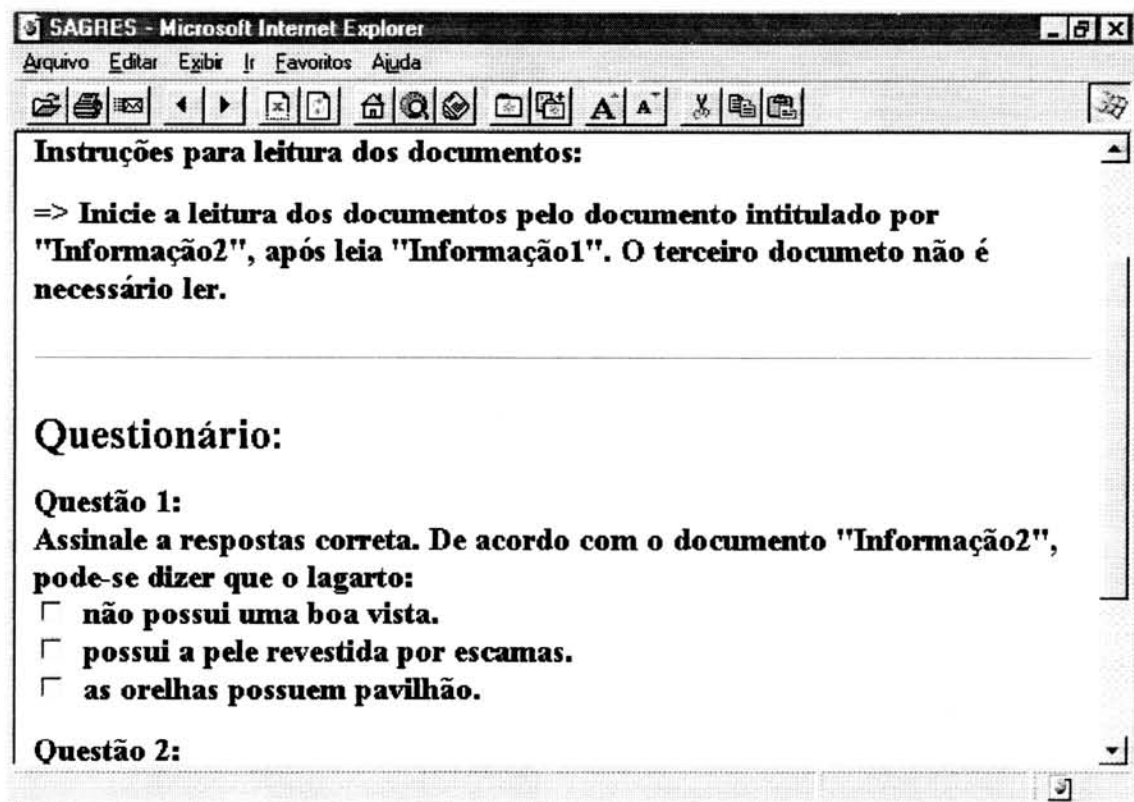 SAGRES - Microsoft Internet Explorer
Arquivo Editar Exibir Ir Favoritos Ajuda
Instruções para leitura dos documentos:
=> Inicie a leitura dos documentos pelo documento intitulado por
"Informação2", após leia "Informação1". O terceiro documeto não é
necessário ler.
Questionário:
Questão 1:
Assinale a respostas correta. De acordo com o documento "Informação2",
pode-se dizer que o lagarto:
não possui uma boa vista.
possui a pele revestida por escamas.
as orelhas possuem pavilhão.
Questão 2: